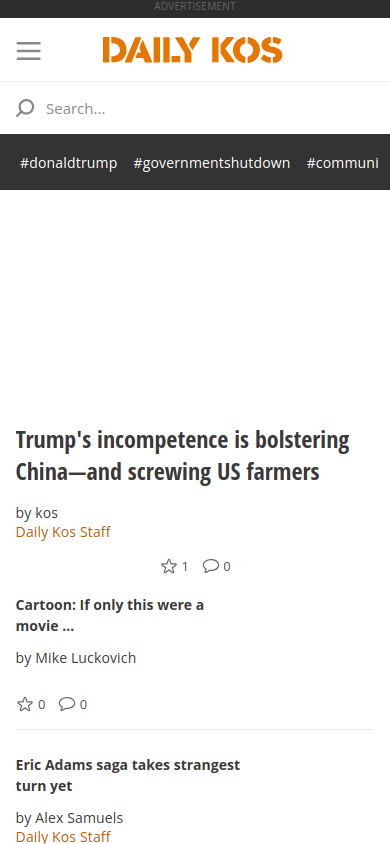 ADVERTISEMENT
DAILY KOS
Search...
#donaldtrump #governmentshutdown #communi
Trump's incompetence is bolstering
China—and screwing US farmers
by kos
Daily Kos Staff
1 0
Cartoon: If only this were a
movie ...
by Mike Luckovich
0 0
Eric Adams saga takes strangest
turn yet
by Alex Samuels
Daily Kos Staff